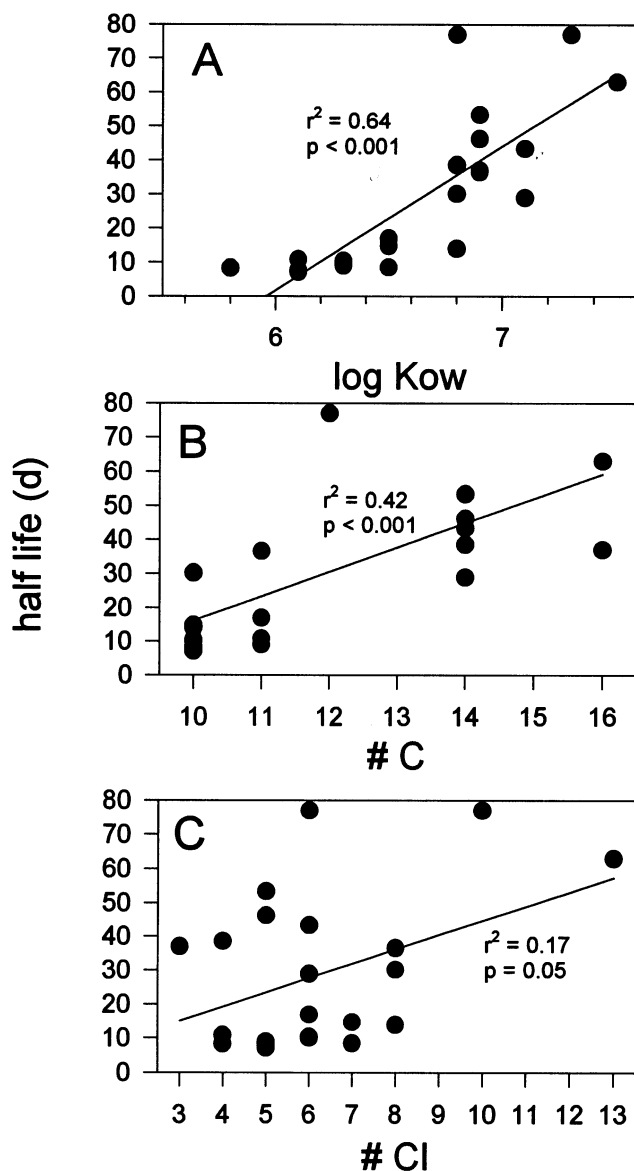 80
70
60
50
40
30
20
10
0
A
r² = 0.64
p < 0.001
6 7
log Kow
half life (d)
80
70
60
50
40
30
20
10
0
B
r² = 0.42
p < 0.001
10 11 12 13 14 15 16
# C
80
70
60
50
40
30
20
10
0
C
r² = 0.17
p = 0.05
3 4 5 6 7 8 9 10 11 12 13
# Cl